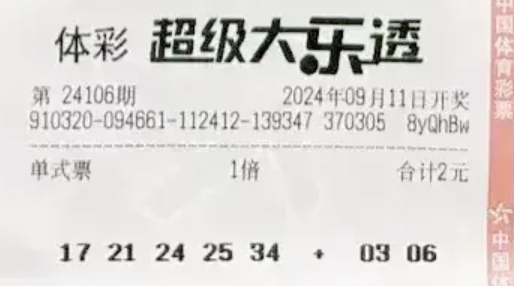 体彩 超级大乐透
第 24106期 2024年09月11日开奖
910320-094661-112412-139347 370305 8yQhBw
单式票 1倍 合计2元
17 21 24 25 34 + 03 06
中国体育彩票
中国体